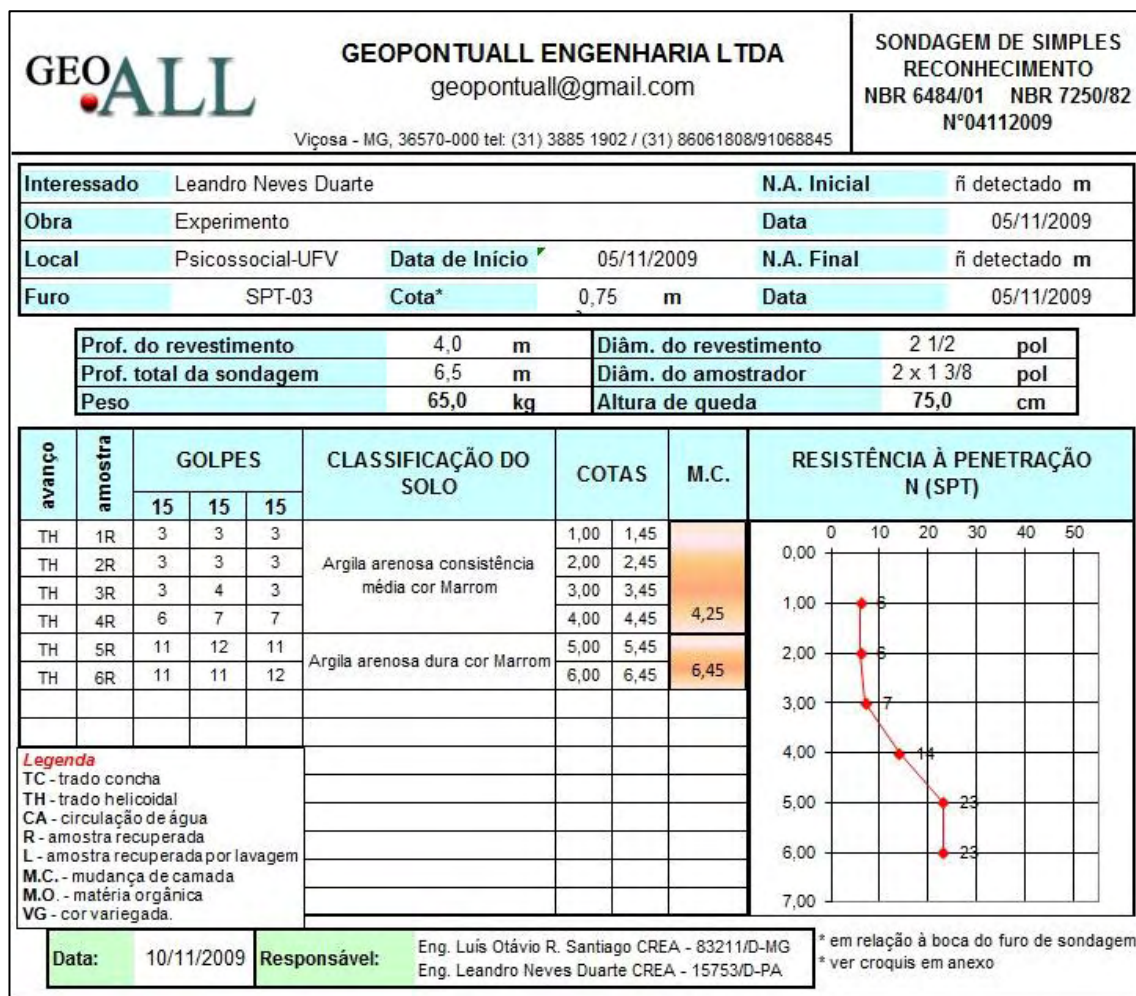 GEO.ALL
GEOPONTUALL ENGENHARIA LTDA
geopontuall@gmail.com
Viçosa - MG, 36570-000 tel: (31) 3885 1902 / (31) 86061808/91068845
SONDAGEM DE SIMPLES
RECONHECIMENTO
NBR 6484/01 NBR 7250/82
N°04112009
Interessado Leandro Neves Duarte N.A. Inicial ñ detectado m
Obra Experimento Data 05/11/2009
Local Psicossocial-UFV Data de Início 05/11/2009 N.A. Final ñ detectado m
Furo SPT-03 Cota* 0,75 m Data 05/11/2009
Prof. do revestimento 4,0 m Diâm. do revestimento 2 1/2 pol
Prof. total da sondagem 6,5 m Diâm. do amostrador 2 x 1 3/8 pol
Peso 65,0 kg Altura de queda 75,0 cm
avanço amostra GOLPES CLASSIFICAÇÃO DO SOLO COTAS M.C. RESISTÊNCIA À PENETRAÇÃO N (SPT)
15 15 15
TH 1R 3 3 3 1,00 1,45
TH 2R 3 3 3 Argila arenosa consistência 2,00 2,45
TH 3R 3 4 3 média cor Marrom 3,00 3,45
TH 4R 6 7 7 4,00 4,45 4,25
TH 5R 11 12 11 Argila arenosa dura cor Marrom 5,00 5,45
TH 6R 11 11 12 6,00 6,45 6,45
0 10 20 30 40 50
0,00
1,00 6
2,00 6
3,00 7
4,00 14
5,00 23
6,00 23
7,00
Legenda
TC - trado concha
TH - trado helicoidal
CA - circulação de água
R - amostra recuperada
L - amostra recuperada por lavagem
M.C. - mudança de camada
M.O. - matéria orgânica
VG - cor variegada.
Data: 10/11/2009 Responsável: Eng. Luís Otávio R. Santiago CREA - 83211/D-MG
Eng. Leandro Neves Duarte CREA - 15753/D-PA
* em relação à boca do furo de sondagem
* ver croquis em anexo